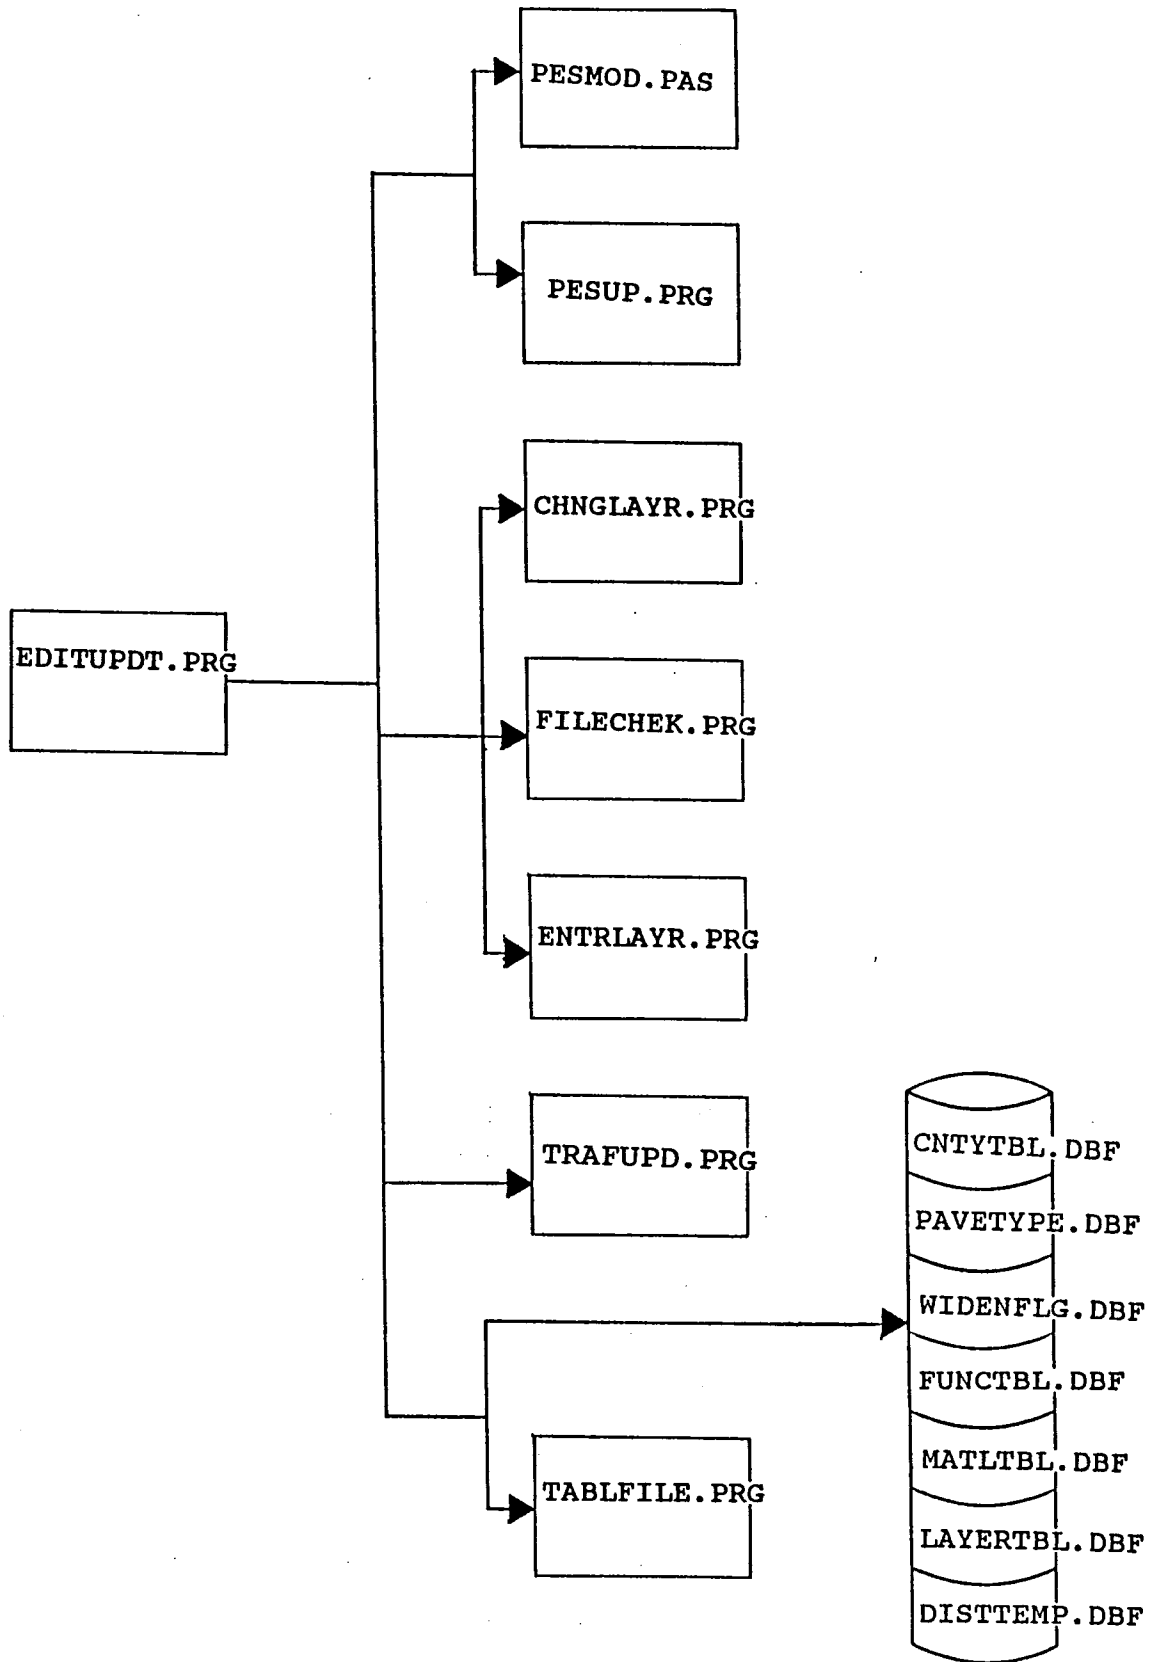 PESMOD.PAS
PESUP.PRG
CHNGLAYR.PRG
EDITUPDT.PRG
FILECHEK.PRG
ENTRLAYR.PRG
TRAFUPD.PRG
CNTYTBL.DBF
PAVETYPE.DBF
WIDENFLG.DBF
FUNCTBL.DBF
MATLTBL.DBF
TABLFILE.PRG
LAYERTBL.DBF
DISTTEMP.DBF